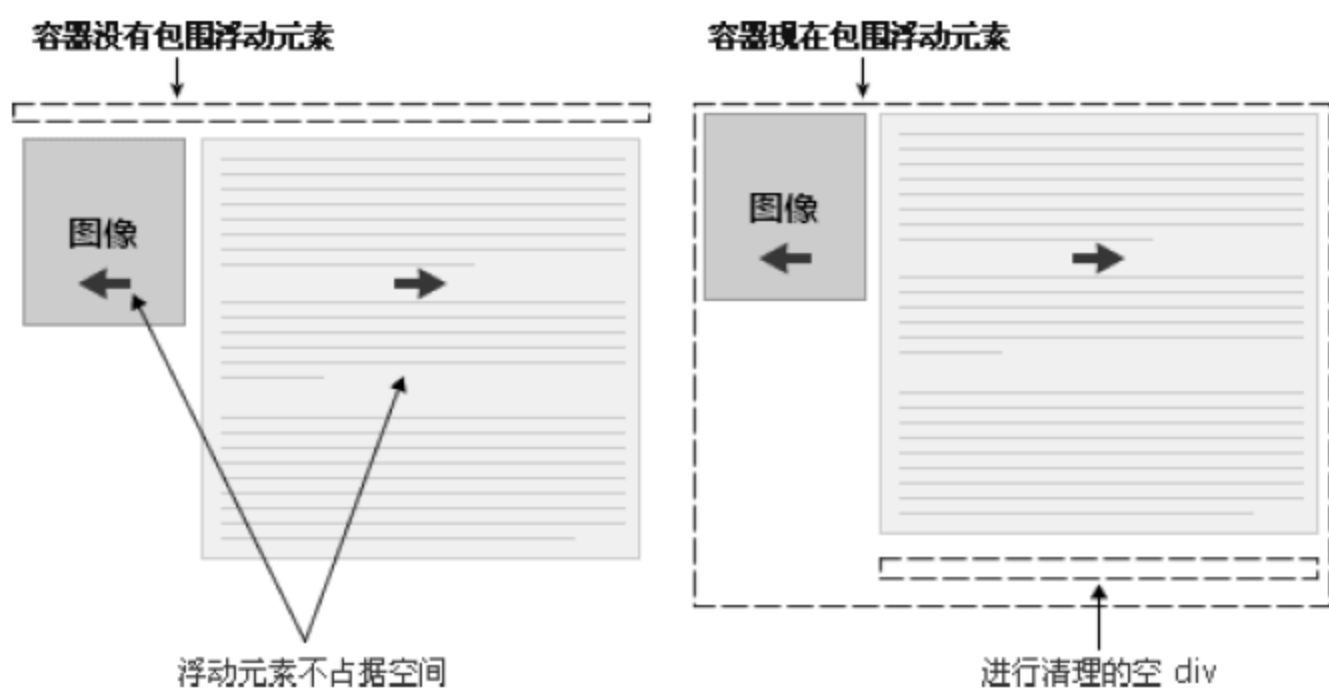 容器没有包围浮动元素
容器现在包围浮动元素
图像
图像
浮动元素不占据空间
进行清理的空 div